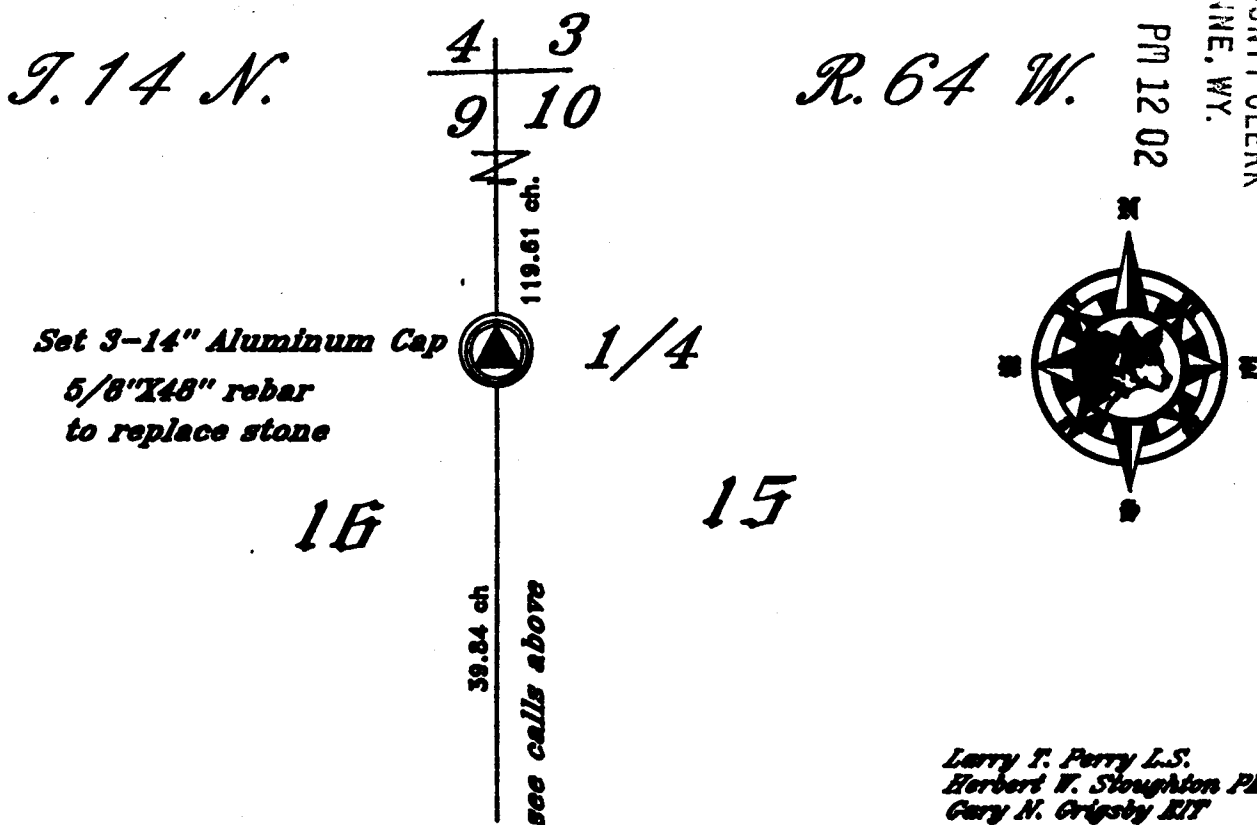 T. 14 N.
4 3
9 10
R. 64 W.
NNE, WY.
PM 12 02
119.61 ch.
N
Set 3-14" Aluminum Cap
5/8"X48" rebar
to replace stone
1/4
16
15
39.84 ch
see calls above
Larry T. Perry L.S.
Herbert W. Stoughton
Gary N. Grigsby EIT